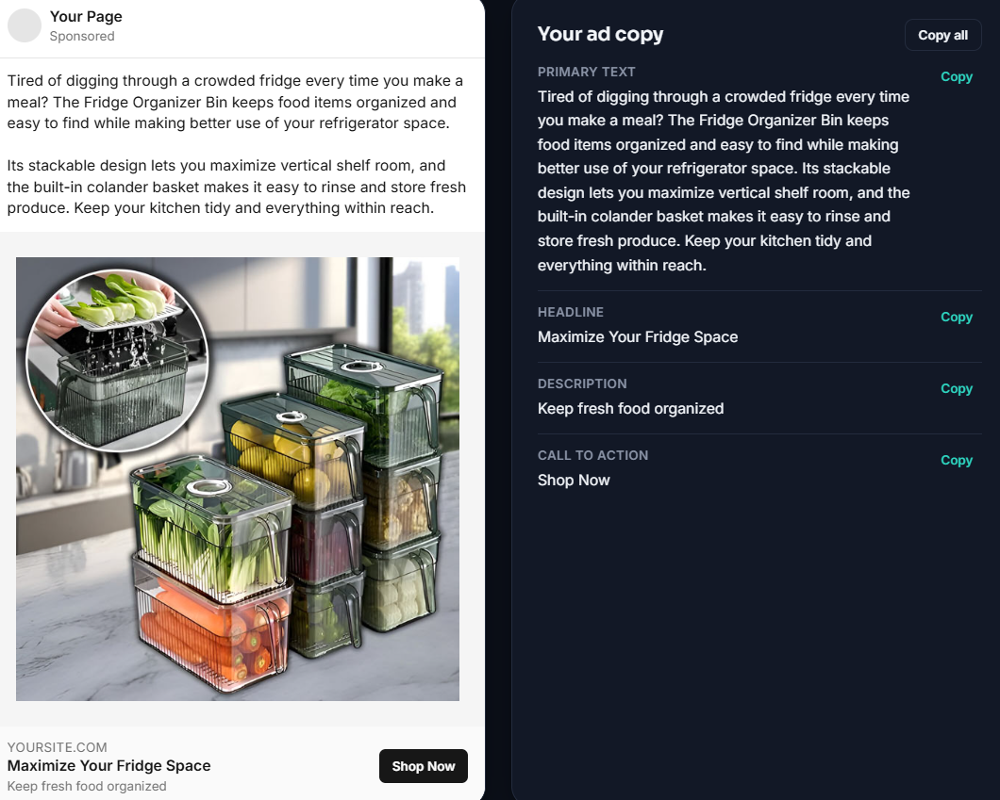 Your Page
Sponsored
Tired of digging through a crowded fridge every time you make a
meal? The Fridge Organizer Bin keeps food items organized and
easy to find while making better use of your refrigerator space.
Its stackable design lets you maximize vertical shelf room, and
the built-in colander basket makes it easy to rinse and store fresh
produce. Keep your kitchen tidy and everything within reach.
YOURSITE.COM
Maximize Your Fridge Space
Keep fresh food organized
Shop Now
Your ad copy
Copy all
PRIMARY TEXT
Copy
Tired of digging through a crowded fridge every time
you make a meal? The Fridge Organizer Bin keeps
food items organized and easy to find while making
better use of your refrigerator space. Its stackable
design lets you maximize vertical shelf room, and the
built-in colander basket makes it easy to rinse and
store fresh produce. Keep your kitchen tidy and
everything within reach.
HEADLINE
Copy
Maximize Your Fridge Space
DESCRIPTION
Copy
Keep fresh food organized
CALL TO ACTION
Copy
Shop Now